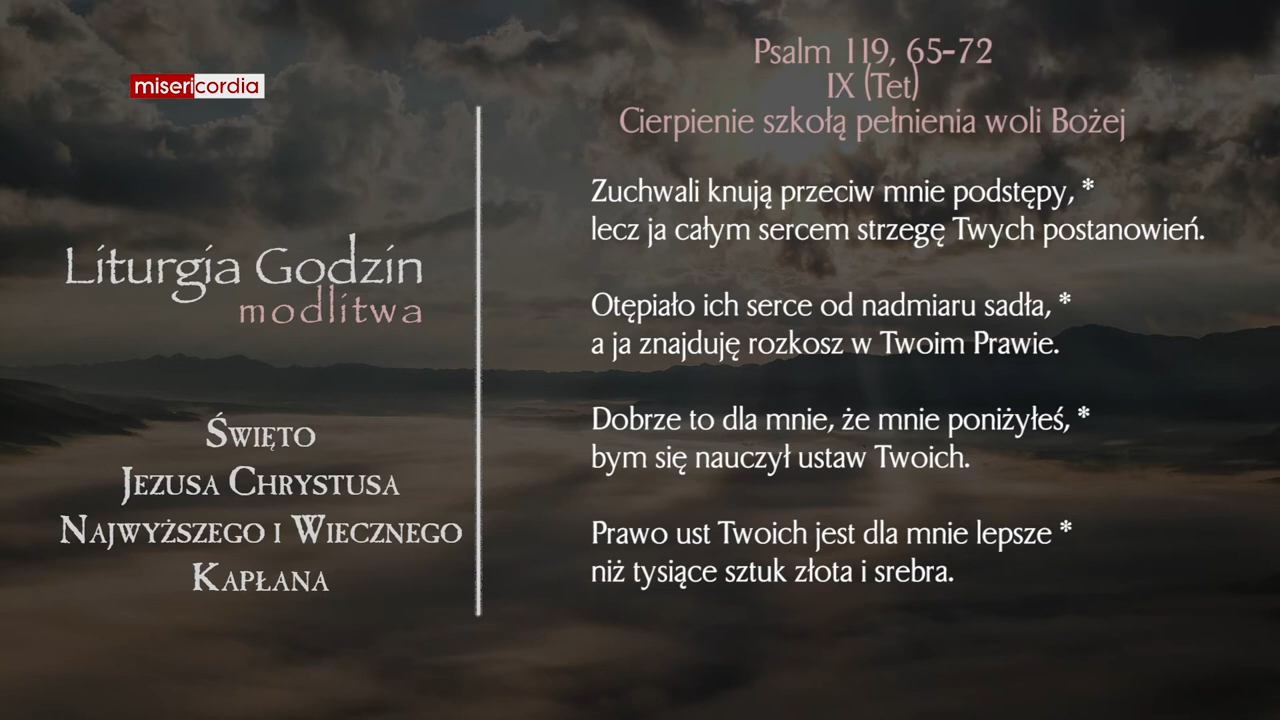 misericordia
Liturgia Godzin
modlitwa
Święto
Jezusa Chrystusa
Najwyższego i Wiecznego
Kapłana
Psalm 119, 65-72
IX (Tet)
Cierpienie szkołą pełnienia woli Bożej
Zuchwali knują przeciw mnie podstępy, *
lecz ja całym sercem strzegę Twych postanowień.
Otępiało ich serce od nadmiaru sadła, *
a ja znajduję rozkosz w Twoim Prawie.
Dobrze to dla mnie, że mnie poniżyłeś, *
bym się nauczył ustaw Twoich.
Prawo ust Twoich jest dla mnie lepsze *
niż tysiące sztuk złota i srebra.